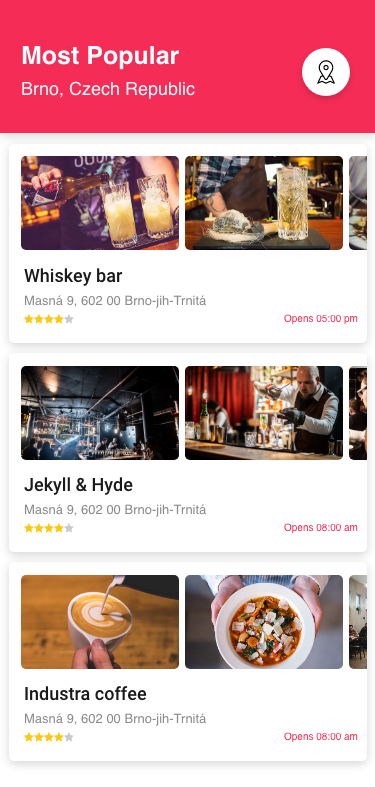 Most Popular
Brno, Czech Republic
Whiskey bar
Masná 9, 602 00 Brno-jih-Trnitá
Opens 05:00 pm
Jekyll & Hyde
Masná 9, 602 00 Brno-jih-Trnitá
Opens 08:00 am
Industra coffee
Masná 9, 602 00 Brno-jih-Trnitá
Opens 08:00 am